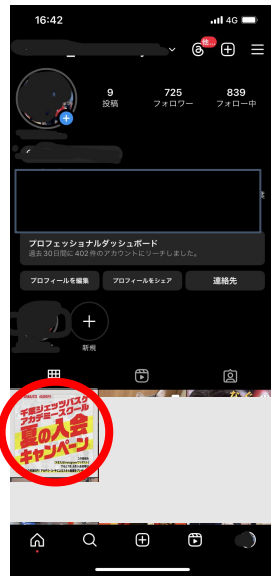 16:42
4G
他...
9
725
839
投稿
フォロワー
フォロー中
プロフェッショナルダッシュボード
過去30日間に402件のアカウントにリーチしました。
プロフィールを編集
プロフィールをシェア
連絡先
新規
千葉ジェッツバスケ
アカデミースクール
夏の入会
キャンペーン